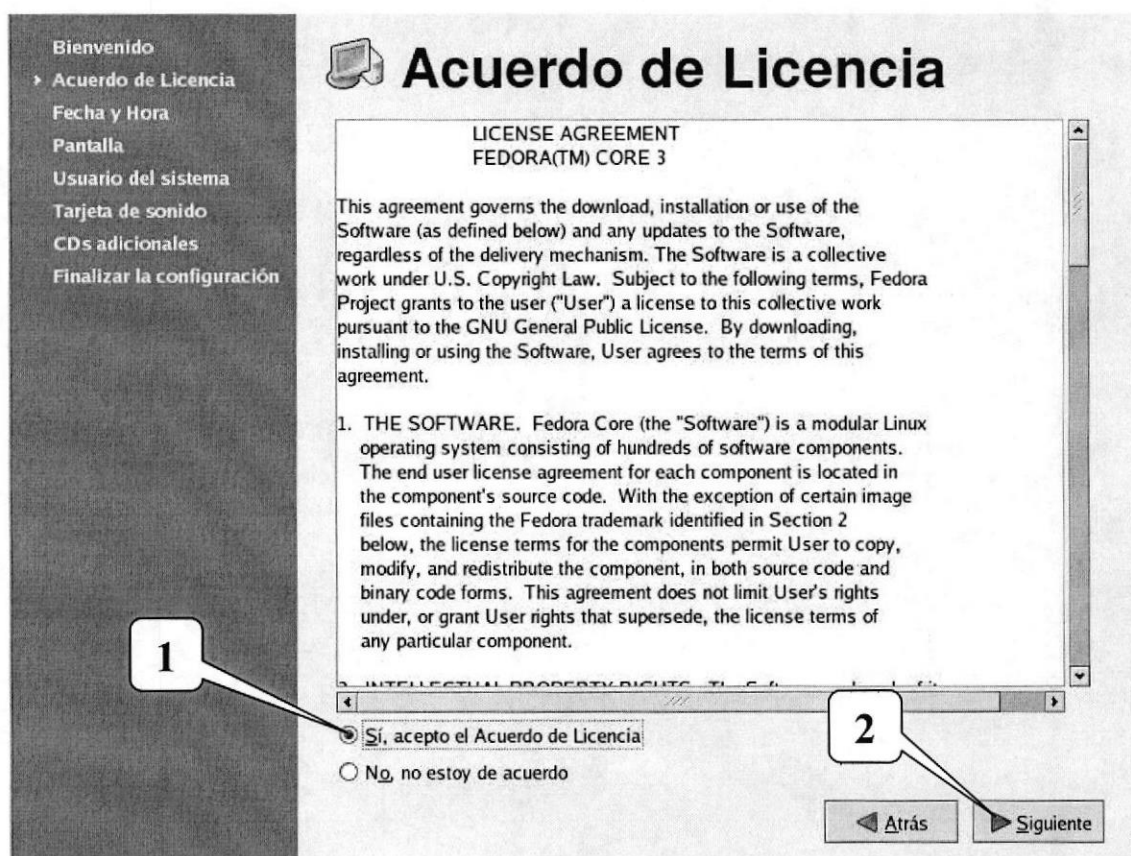 Bienvenido
Acuerdo de Licencia
Fecha y Hora
Pantalla
Usuario del sistema
Tarjeta de sonido
CDs adicionales
Finalizar la configuración
Acuerdo de Licencia
LICENSE AGREEMENT
FEDORA(TM) CORE 3
This agreement governs the download, installation or use of the
Software (as defined below) and any updates to the Software,
regardless of the delivery mechanism. The Software is a collective
work under U.S. Copyright Law. Subject to the following terms, Fedora
Project grants to the user ("User") a license to this collective work
pursuant to the GNU General Public License. By downloading,
installing or using the Software, User agrees to the terms of this
agreement.
1. THE SOFTWARE. Fedora Core (the "Software") is a modular Linux
operating system consisting of hundreds of software components.
The end user license agreement for each component is located in
the component's source code. With the exception of certain image
files containing the Fedora trademark identified in Section 2
below, the license terms for the components permit User to copy,
modify, and redistribute the component, in both source code and
binary code forms. This agreement does not limit User's rights
under, or grant User rights that supersede, the license terms of
any particular component.
INTELLECTUAL PROPERTY RIGHTS. The
1
Sí, acepto el Acuerdo de Licencia
2
No, no estoy de acuerdo
Atrás
Siguiente